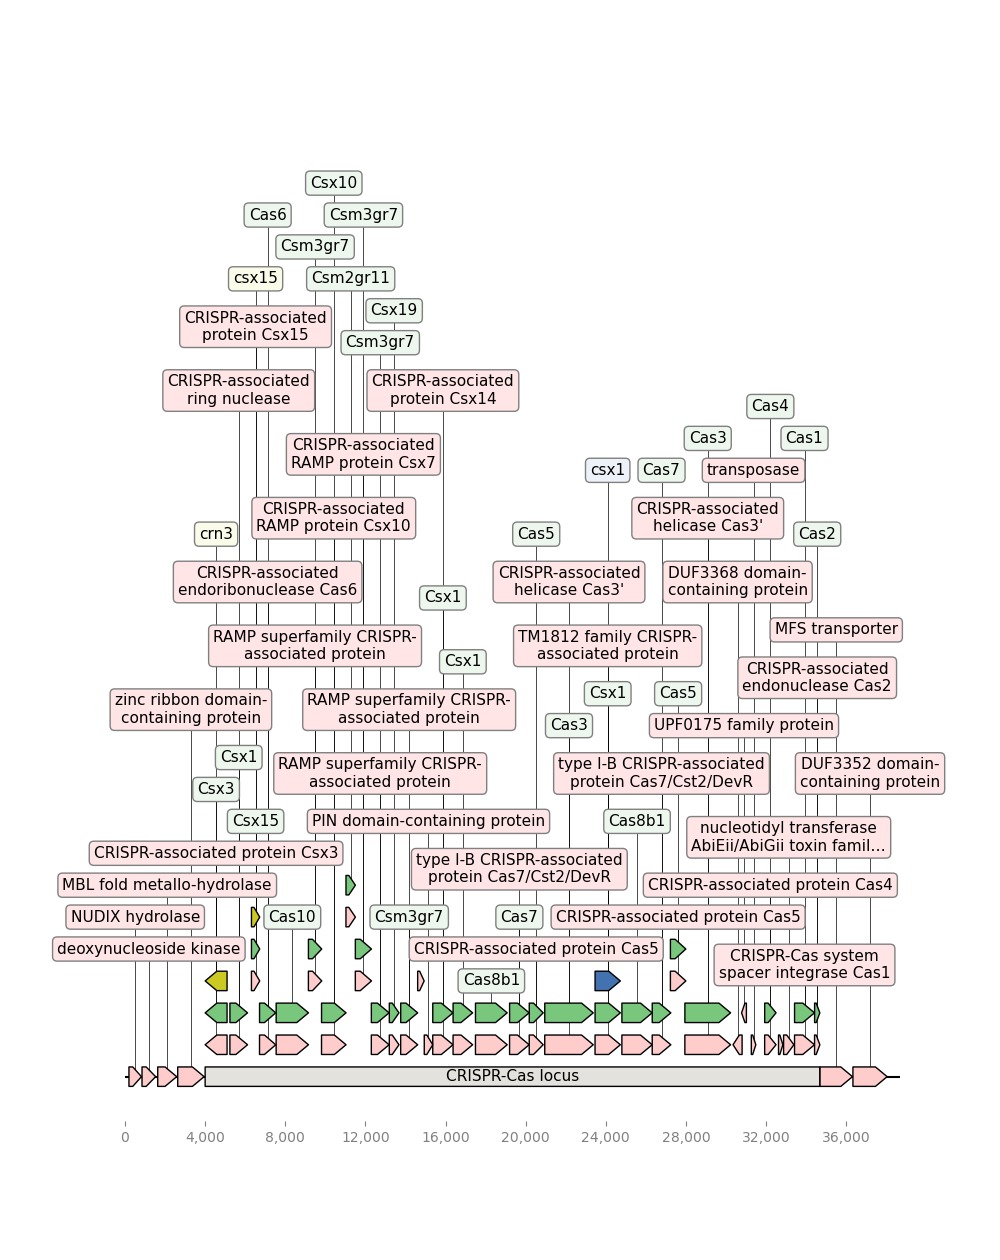 Csx10
Cas6
Csm3gr7
Csm3gr7
csx15
Csm2gr11
Csx19
CRISPR-associated
protein Csx15
Csm3gr7
CRISPR-associated
ring nuclease
CRISPR-associated
protein Csx14
Cas4
Cas3
Cas1
CRISPR-associated
RAMP protein Csx7
csx1
Cas7
transposase
CRISPR-associated
RAMP protein Csx10
CRISPR-associated
helicase Cas3'
crn3
Cas5
Cas2
CRISPR-associated
endoribonuclease Cas6
CRISPR-associated
helicase Cas3'
DUF3368 domain-
containing protein
Csx1
MFS transporter
RAMP superfamily CRISPR-
associated protein
TM1812 family CRISPR-
associated protein
Csx1
CRISPR-associated
endonuclease Cas2
Csx1
Cas5
zinc ribbon domain-
containing protein
RAMP superfamily CRISPR-
associated protein
Cas3
UPF0175 family protein
Csx1
RAMP superfamily CRISPR-
associated protein
type I-B CRISPR-associated
protein Cas7/Cst2/DevR
DUF3352 domain-
containing protein
Csx3
Csx15
PIN domain-containing protein
Cas8b1
nucleotidyl transferase
AbiEii/AbiGii toxin famil...
CRISPR-associated protein Csx3
type I-B CRISPR-associated
protein Cas7/Cst2/DevR
MBL fold metallo-hydrolase
CRISPR-associated protein Cas4
NUDIX hydrolase
Cas10
Csm3gr7
Cas7
CRISPR-associated protein Cas5
deoxynucleoside kinase
CRISPR-associated protein Cas5
CRISPR-Cas system
spacer integrase Cas1
Cas8b1
CRISPR-Cas locus
0
4,000
8,000
12,000
16,000
20,000
24,000
28,000
32,000
36,000